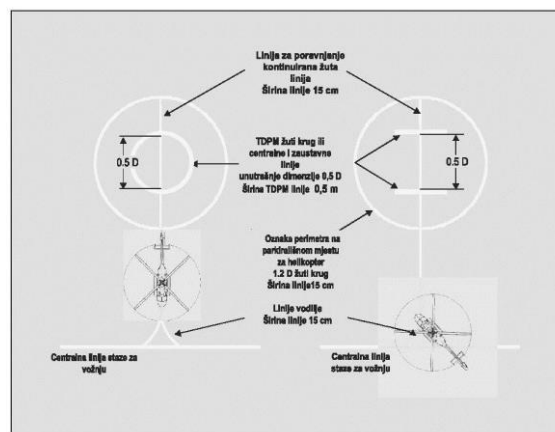 Linija za poravnjanje
kontinuirana žuta
linija
Širina linije 15 cm
0.5 D
TDPM žuti krug ili
centralne i zaustavne
linije
unutrašnje dimenzije 0,5 D
Širina TDPM linije 0,5 m
0.5 D
Oznaka perimetra na
parkirališnom mjestu
za helikopter
1.2 D žuti krug
Širina linije15 cm
Linije vodilje
Širine linije 15 cm
Centralna linija staze za
vožnju
Centralna linija
staze za vožnju